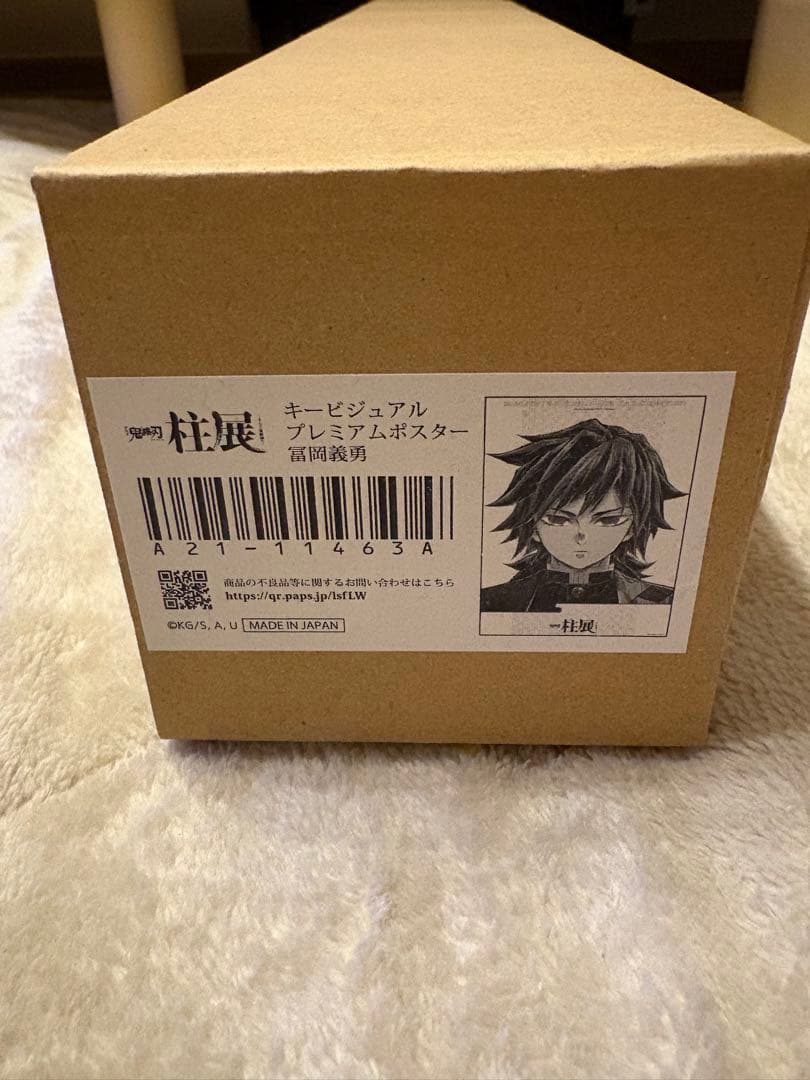 鬼滅の刃 柱展
キービジュアル
プレミアムポスター
冨岡義勇
A21-11463A
商品の不良品等に関するお問い合わせはこちら
https://qr.paps.jp/lsfLW
©KG/S, A, U MADE IN JAPAN
柱展